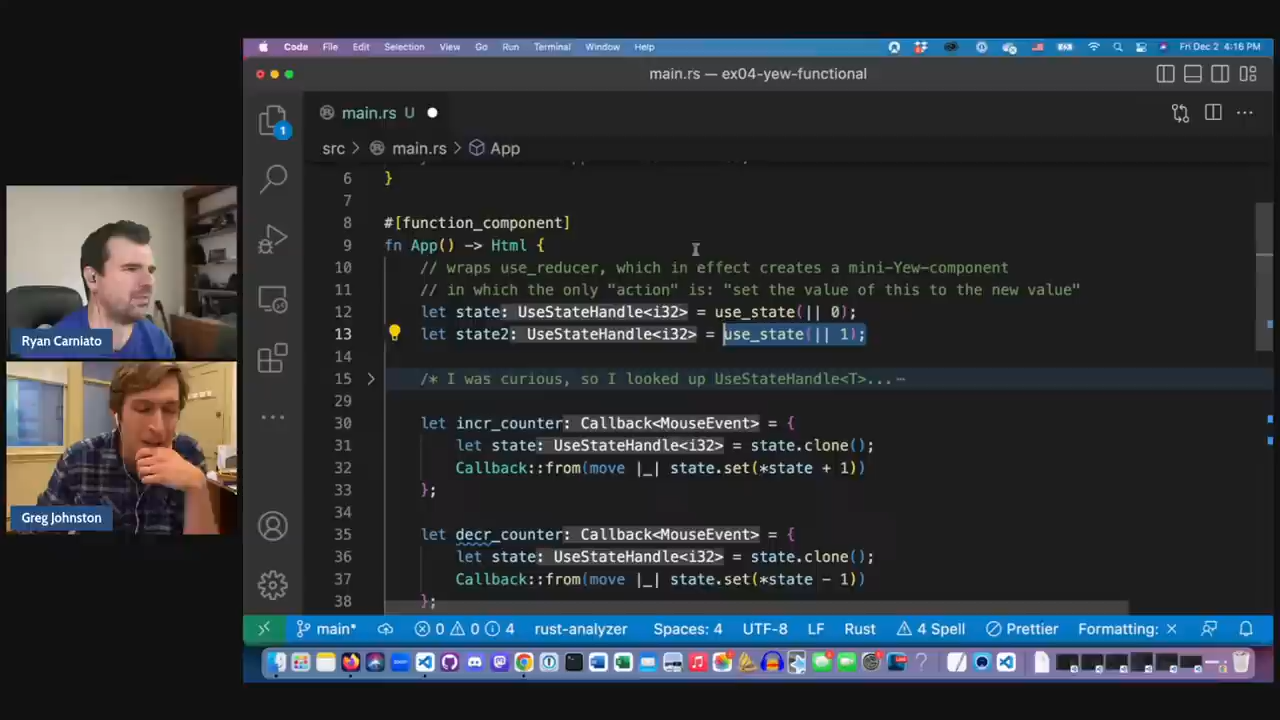 Code File Edit Selection View Go Run Terminal Window Help Fri Dec 2 4:16 PM
main.rs — ex04-yew-functional
main.rs U
src > main.rs > App
1
6 }
7
8 #[function_component]
9 fn App() -> Html {
10 // wraps use_reducer, which in effect creates a mini-Yew-component
11 // in which the only "action" is: "set the value of this to the new value"
12 let state: UseStateHandle<i32> = use_state(|| 0);
13 let state2: UseStateHandle<i32> = use_state(|| 1);
14
15 > /* I was curious, so I looked up UseStateHandle<T>...
29
30 let incr_counter: Callback<MouseEvent> = {
31 let state: UseStateHandle<i32> = state.clone();
32 Callback::from(move |_| state.set(*state + 1))
33 };
34
35 let decr_counter: Callback<MouseEvent> = {
36 let state: UseStateHandle<i32> = state.clone();
37 Callback::from(move |_| state.set(*state - 1))
38 };
main* 0 0 4 rust-analyzer Spaces: 4 UTF-8 LF Rust 4 Spell Prettier Formatting: ×
Ryan Carniato
Greg Johnston